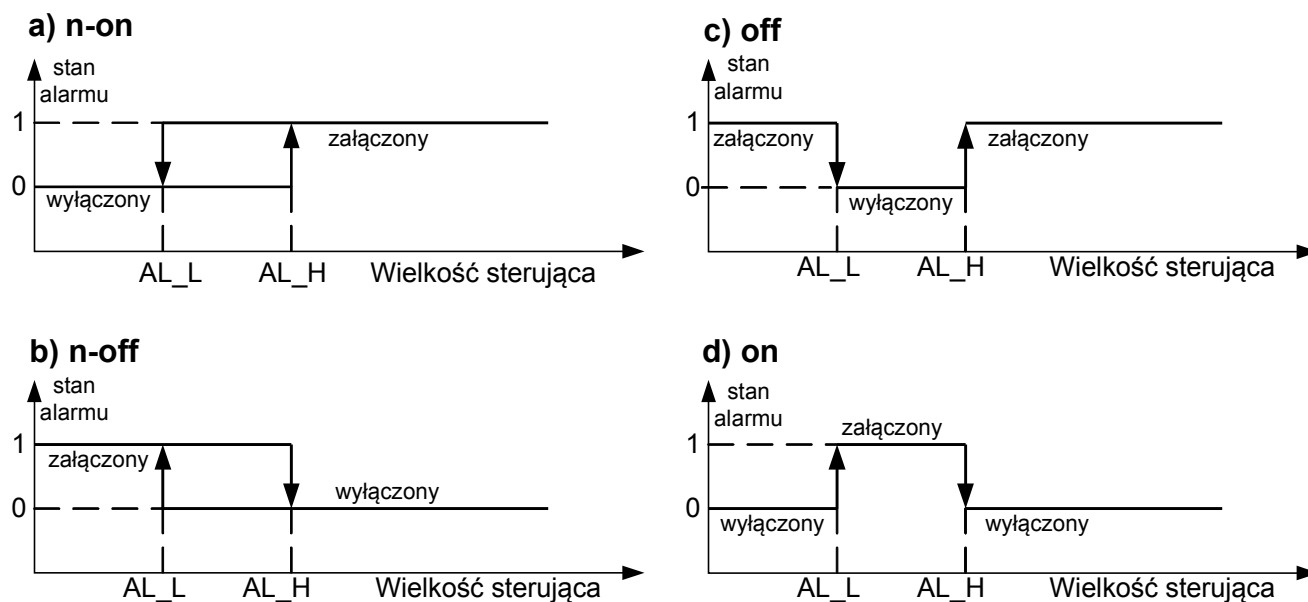 a) n-on
stan
alarmu
1
załączony
0
wyłączony
AL_L
AL_H
Wielkość sterująca
c) off
stan
alarmu
1
załączony
załączony
0
wyłączony
AL_L
AL_H
Wielkość sterująca
b) n-off
stan
alarmu
1
załączony
wyłączony
0
AL_L
AL_H
Wielkość sterująca
d) on
stan
alarmu
załączony
1
0
wyłączony
wyłączony
AL_L
AL_H
Wielkość sterująca